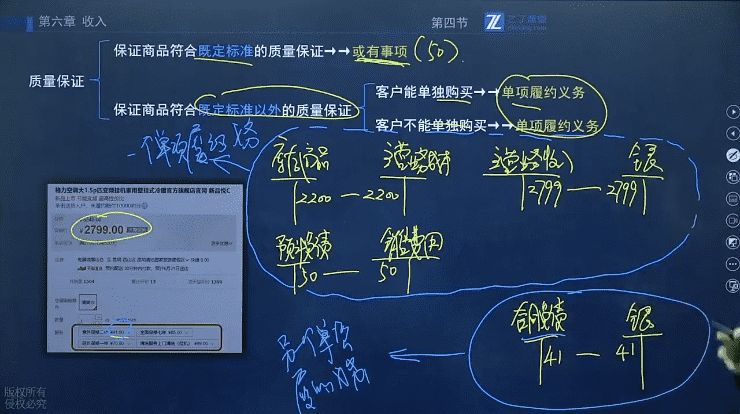 第六章 收入
第四节
之了课堂
保证商品符合既定标准的质量保证→→或有事项(50)
质量保证
保证商品符合既定标准以外的质量保证
客户能单独购买→→单项履约义务
客户不能单独购买→→单项履约义务
一个单项履约义务
库存商品 主营业务成本 主营业务收入 银存
2200 — 2200 2799 — 2799
预计负债 销售费用
50 — 50
格力空调大1.5p匹变频挂机家用壁挂式冷暖官方旗舰店官网 新品悦C
¥2799.00
合同负债 银存
41 — 41
另一个单项
履约义务
版权所有
侵权必究